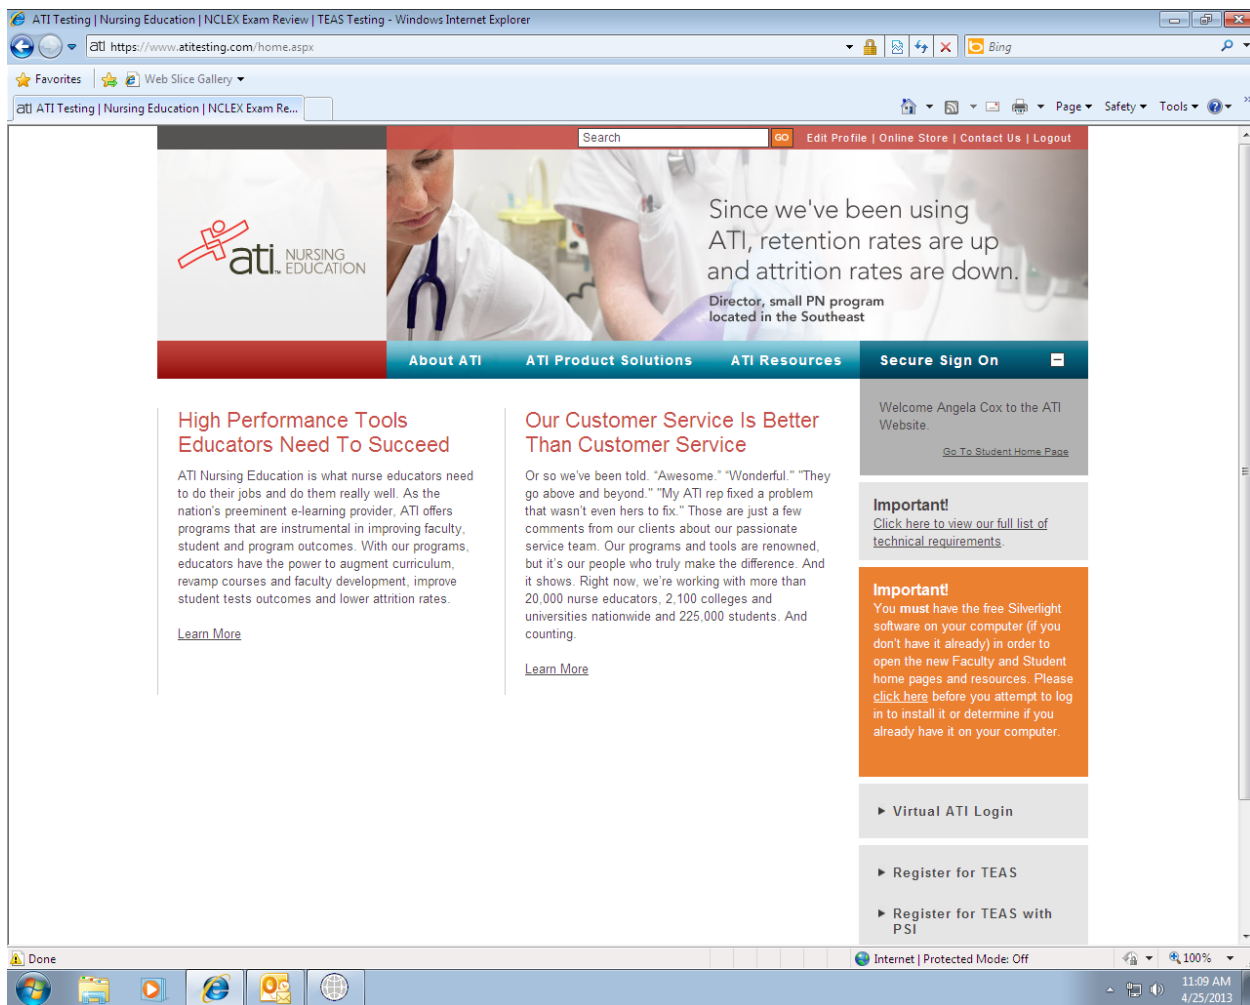 ATI Testing | Nursing Education | NCLEX Exam Review | TEAS Testing - Windows Internet Explorer
ati https://www.atitesting.com/home.aspx
Bing
Favorites
Web Slice Gallery
ati ATI Testing | Nursing Education | NCLEX Exam Re...
Page
Safety
Tools
Search
GO
Edit Profile | Online Store | Contact Us | Logout
ati NURSING
EDUCATION
Since we've been using
ATI, retention rates are up
and attrition rates are down.
Director, small PN program
located in the Southeast
About ATI
ATI Product Solutions
ATI Resources
Secure Sign On
High Performance Tools
Educators Need To Succeed
ATI Nursing Education is what nurse educators need
to do their jobs and do them really well. As the
nation's preeminent e-learning provider, ATI offers
programs that are instrumental in improving faculty,
student and program outcomes. With our programs,
educators have the power to augment curriculum,
revamp courses and faculty development, improve
student tests outcomes and lower attrition rates.
Learn More
Our Customer Service Is Better
Than Customer Service
Or so we've been told. “Awesome.” “Wonderful.” "They
go above and beyond." "My ATI rep fixed a problem
that wasn't even hers to fix." Those are just a few
comments from our clients about our passionate
service team. Our programs and tools are renowned,
but it's our people who truly make the difference. And
it shows. Right now, we're working with more than
20,000 nurse educators, 2,100 colleges and
universities nationwide and 225,000 students. And
counting.
Learn More
Welcome Angela Cox to the ATI
Website.
Go To Student Home Page
Important!
Click here to view our full list of
technical requirements.
Important!
You must have the free Silverlight
software on your computer (if you
don't have it already) in order to
open the new Faculty and Student
home pages and resources. Please
click here before you attempt to log
in to install it or determine if you
already have it on your computer.
Virtual ATI Login
Register for TEAS
Register for TEAS with
PSI
Done
Internet | Protected Mode: Off
100%
11:09 AM
4/25/2013